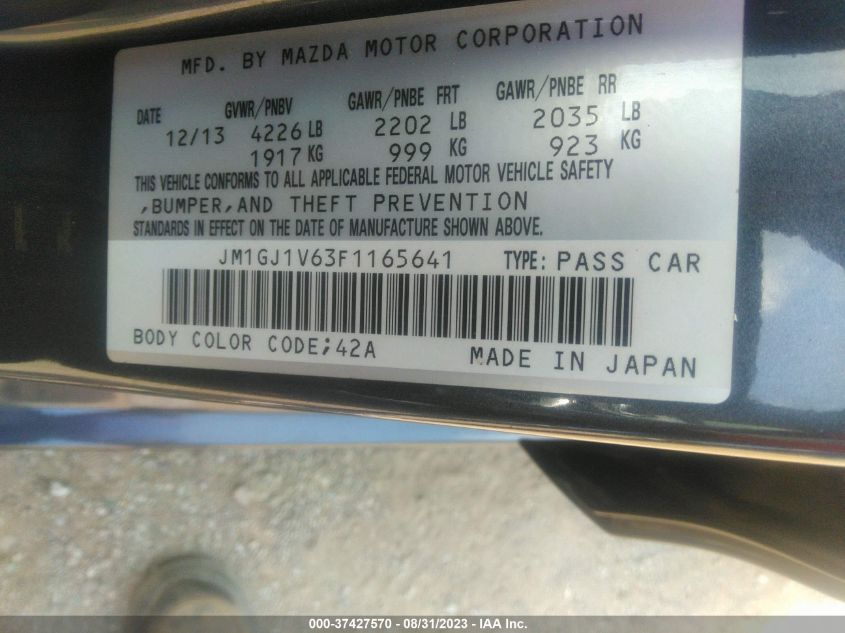 MFD. BY MAZDA MOTOR CORPORATION
DATE GVWR/PNBV GAWR/PNBE FRT GAWR/PNBE RR
12/13 4226 LB 2202 LB 2035 LB
1917 KG 999 KG 923 KG
THIS VEHICLE CONFORMS TO ALL APPLICABLE FEDERAL MOTOR VEHICLE SAFETY
,BUMPER,AND THEFT PREVENTION
STANDARDS IN EFFECT ON THE DATE OF MANUFACTURE SHOWN ABOVE.
JM1GJ1V63F1165641 TYPE: PASS CAR
BODY COLOR CODE;42A MADE IN JAPAN
000-37427570 - 08/31/2023 - IAA Inc.